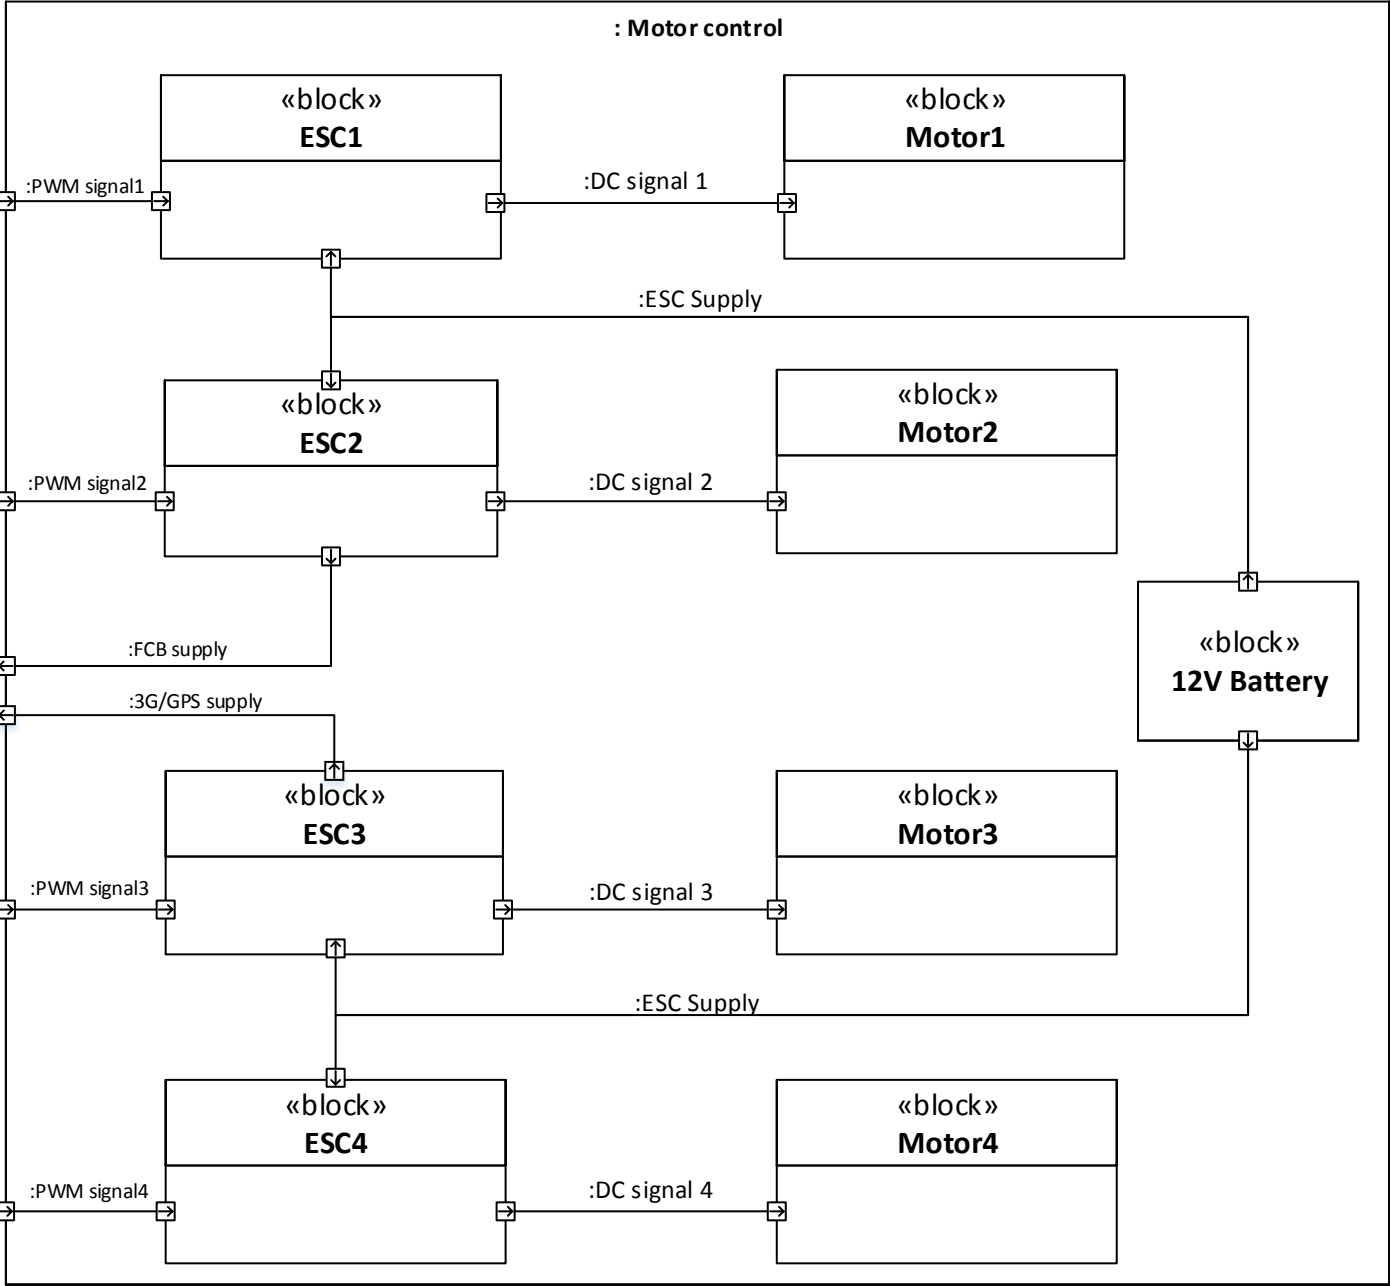 : Motor control
«block»
ESC1
«block»
Motor1
:PWM signal1
:DC signal 1
:ESC Supply
«block»
ESC2
«block»
Motor2
:PWM signal2
:DC signal 2
:FCB supply
«block»
12V Battery
:3G/GPS supply
«block»
ESC3
«block»
Motor3
:PWM signal3
:DC signal 3
:ESC Supply
«block»
ESC4
«block»
Motor4
:PWM signal4
:DC signal 4